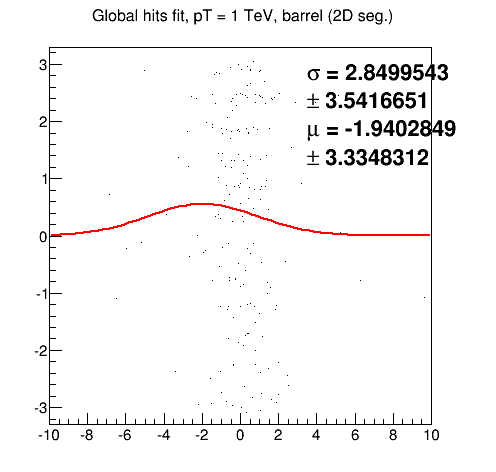 Global hits fit, pT = 1 TeV, barrel (2D seg.)
σ = 2.8499543
± 3.5416651
μ = -1.9402849
± 3.3348312
3
2
1
0
-1
-2
-3
-10 -8 -6 -4 -2 0 2 4 6 8 10